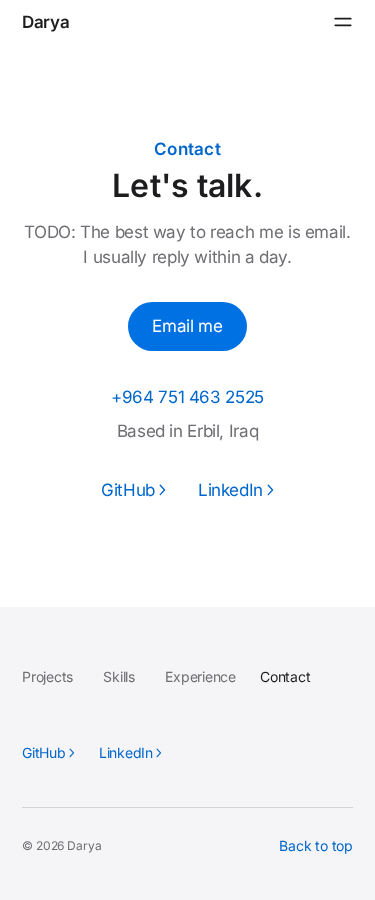 Darya
Contact
Let's talk.
TODO: The best way to reach me is email.
I usually reply within a day.
Email me
+964 751 463 2525
Based in Erbil, Iraq
GitHub LinkedIn
Projects Skills Experience Contact
GitHub LinkedIn
© 2026 Darya Back to top